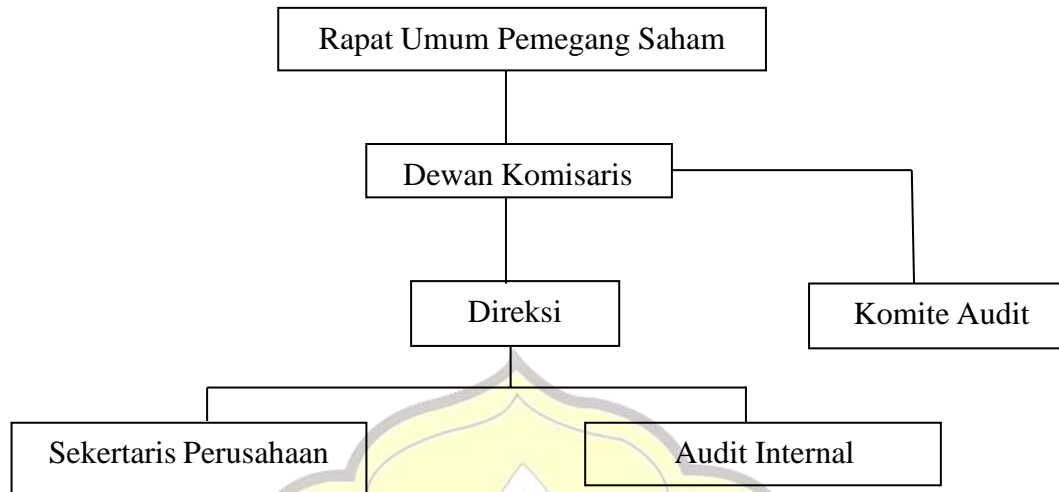 Rapat Umum Pemegang Saham
Dewan Komisaris
Direksi
Komite Audit
Sekertaris Perusahaan
Audit Internal